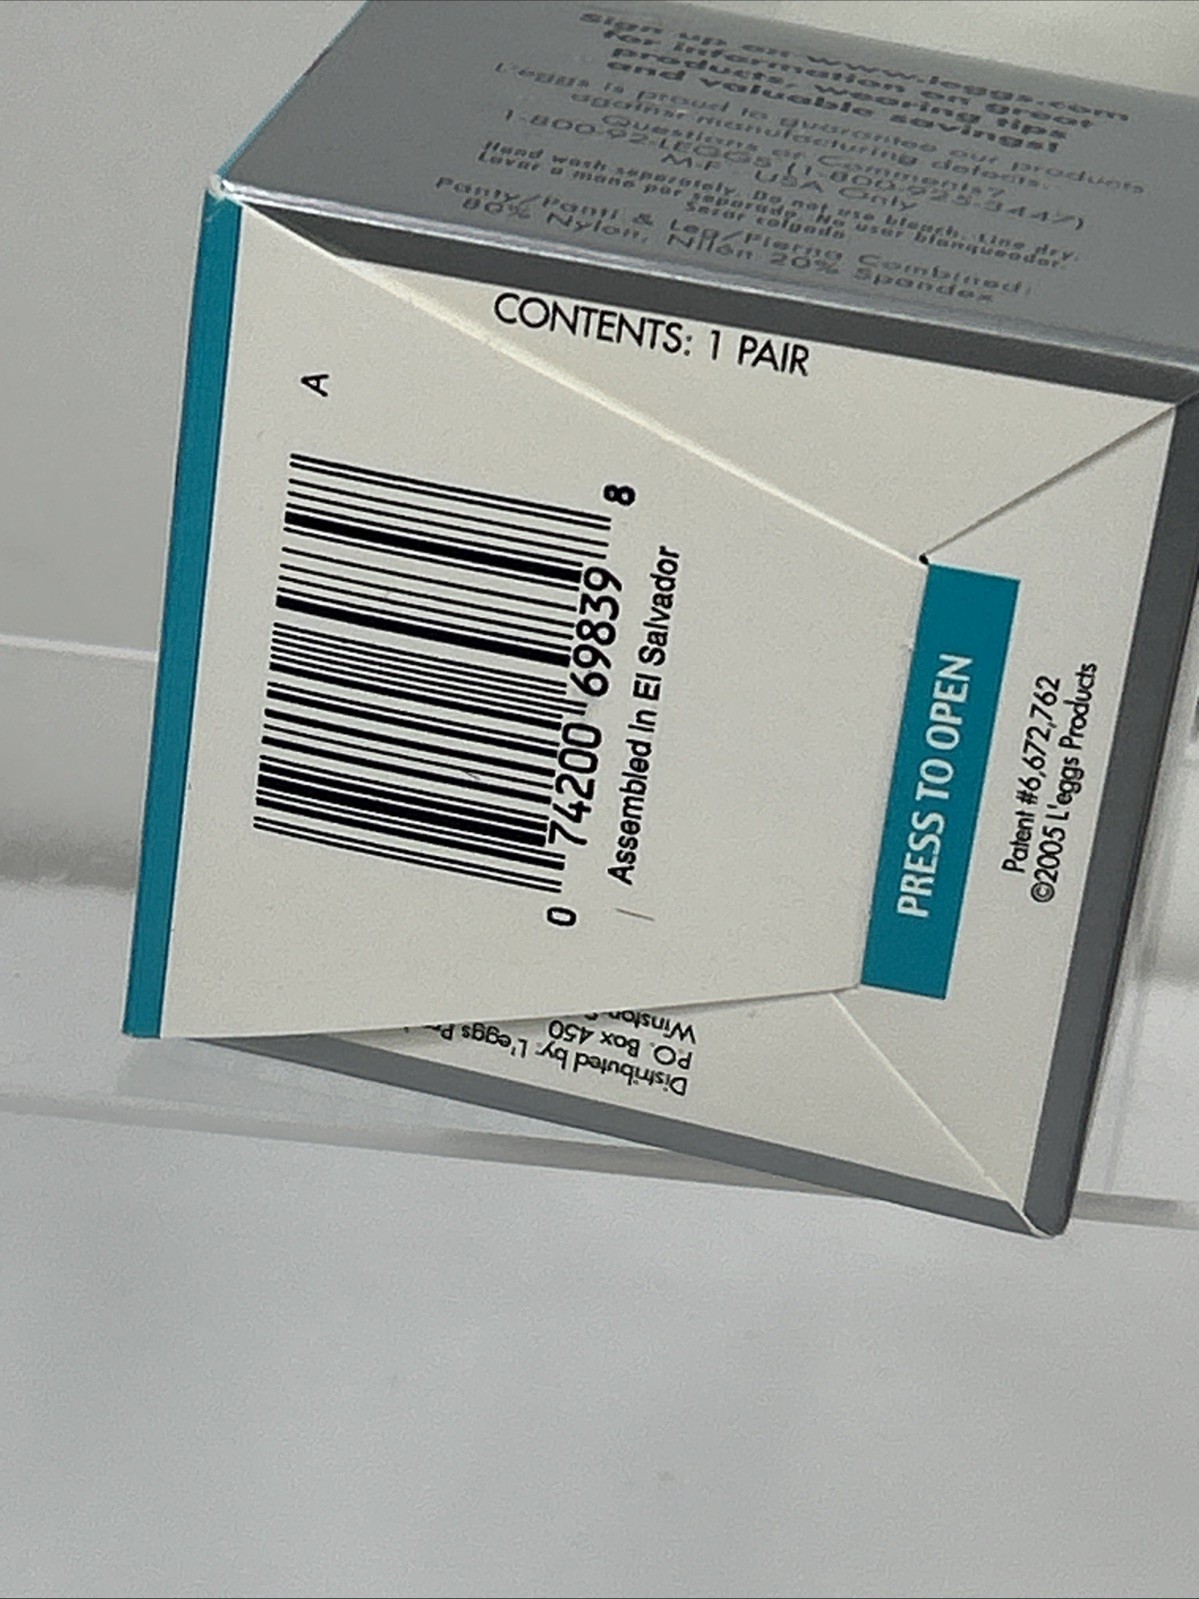 Sign up on www.leggs.com
for information on great
products, wearing tips
and valuable savings!
L'eggs is proud to guarantee our products
against manufacturing defects.
Questions or Comments?
1-800-92-LEGGS (1-800-925-3447)
M-F - USA Only
Hand wash separately. Do not use bleach. Line dry.
Lavar a mano por separado. No usar blanqueador.
Secar colgado
Panty/Panti & Leg/Pierna Combined:
80% Nylon, Nilón 20% Spandex
CONTENTS: 1 PAIR
A
0 74200 69839 8
Assembled in El Salvador
PRESS TO OPEN
Patent #6,672,762
©2005 L'eggs Products
Distributed by: L'eggs
P.O. Box 450
Winston